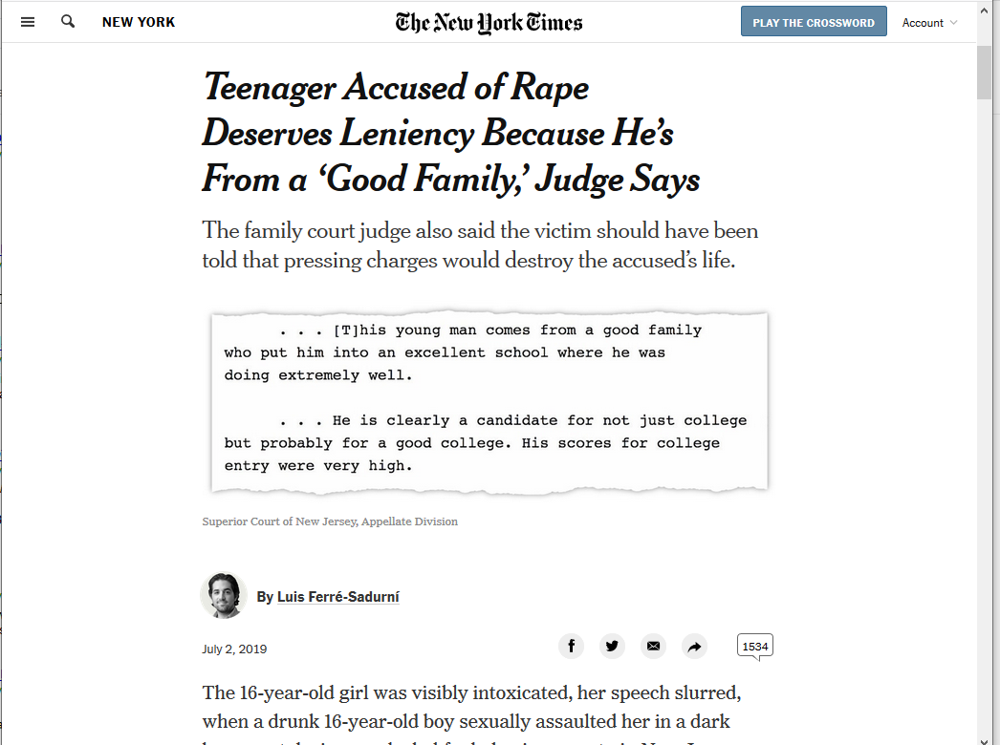 NEW YORK
The New York Times
PLAY THE CROSSWORD
Account
Teenager Accused of Rape
Deserves Leniency Because He’s
From a ‘Good Family,’ Judge Says
The family court judge also said the victim should have been
told that pressing charges would destroy the accused’s life.
. . . [T]his young man comes from a good family
who put him into an excellent school where he was
doing extremely well.
. . . He is clearly a candidate for not just college
but probably for a good college. His scores for college
entry were very high.
Superior Court of New Jersey, Appellate Division
By Luis Ferré-Sadurní
July 2, 2019
1534
The 16-year-old girl was visibly intoxicated, her speech slurred,
when a drunk 16-year-old boy sexually assaulted her in a dark